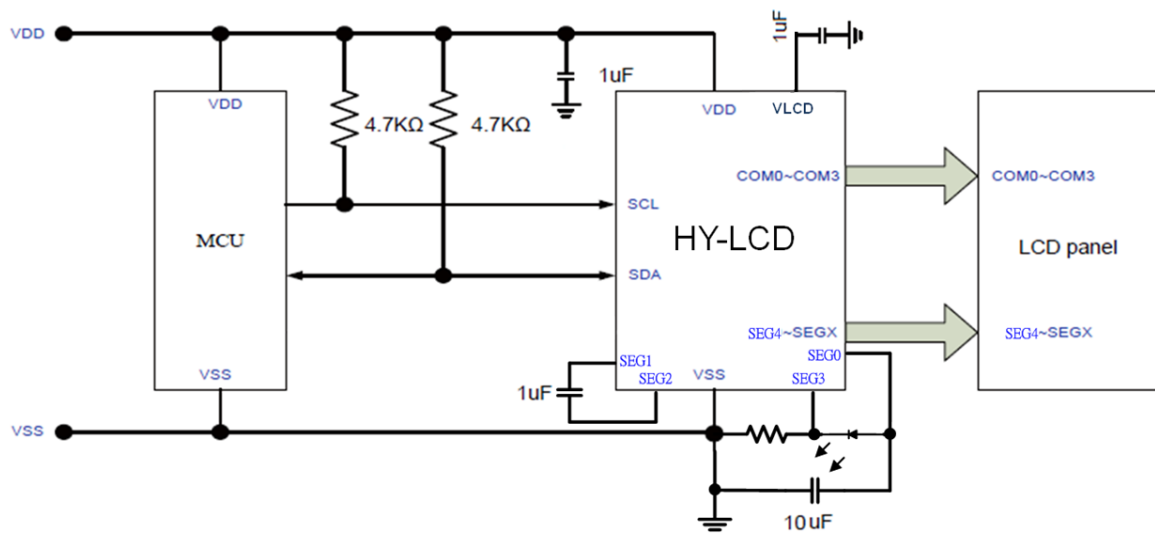 VDD
1uF
1uF
VDD
VDD
VLCD
4.7KΩ
4.7KΩ
COM0~COM3
COM0~COM3
SCL
MCU
HY-LCD
LCD panel
SDA
SEG4~SEGX
SEG4~SEGX
SEG1
SEG0
VSS
SEG2
VSS
SEG3
1uF
VSS
10uF